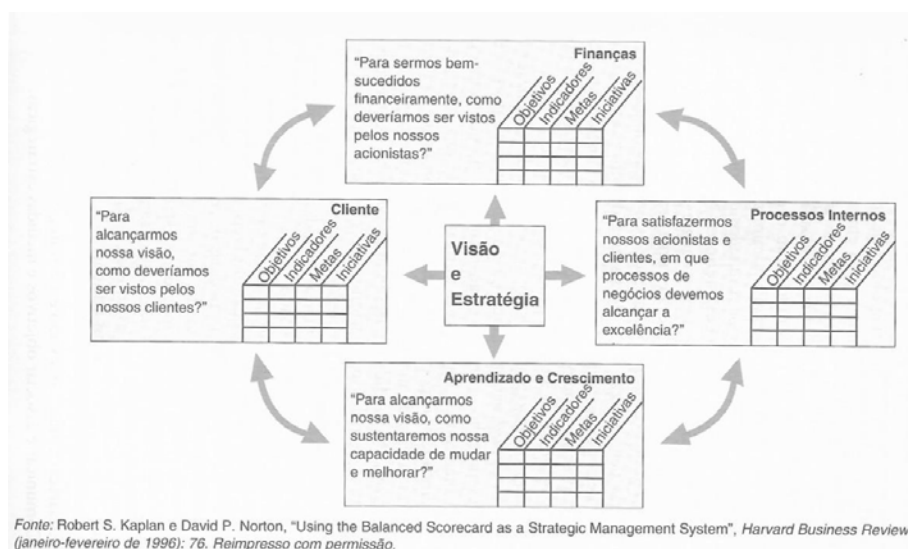 Finanças
“Para sermos bem-
sucedidos
financeiramente, como
deveríamos ser vistos
pelos nossos
acionistas?”
Objetivos
Indicadores
Metas
Iniciativas
Cliente
“Para
alcançarmos
nossa visão,
como deveríamos
ser vistos pelos
nossos clientes?”
Objetivos
Indicadores
Metas
Iniciativas
Visão
e
Estratégia
Processos Internos
“Para satisfazermos
nossos acionistas e
clientes, em que
processos de
negócios devemos
alcançar a
excelência?”
Objetivos
Indicadores
Metas
Iniciativas
Aprendizado e Crescimento
“Para alcançarmos
nossa visão, como
sustentaremos nossa
capacidade de mudar
e melhorar?”
Objetivos
Indicadores
Metas
Iniciativas
Fonte: Robert S. Kaplan e David P. Norton, “Using the Balanced Scorecard as a Strategic Management System”, Harvard Business Review
(janeiro-fevereiro de 1996): 76. Reimpresso com permissão.